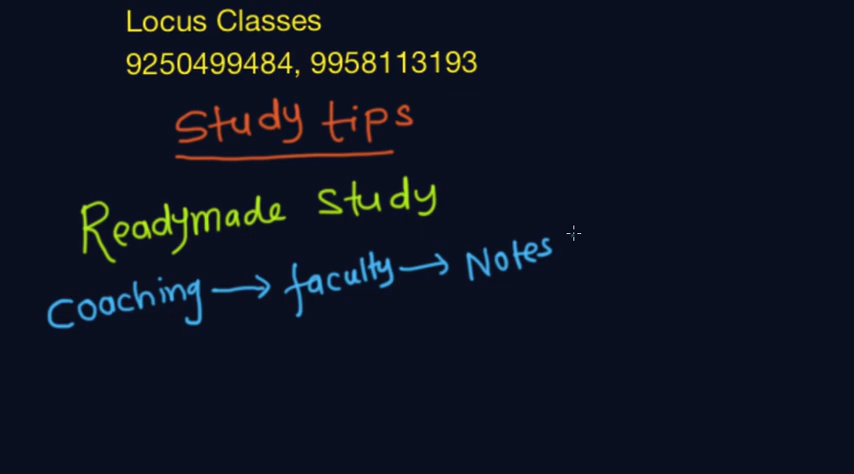 Locus Classes
9250499484, 9958113193
Study tips
Readymade study
Coaching → faculty → Notes